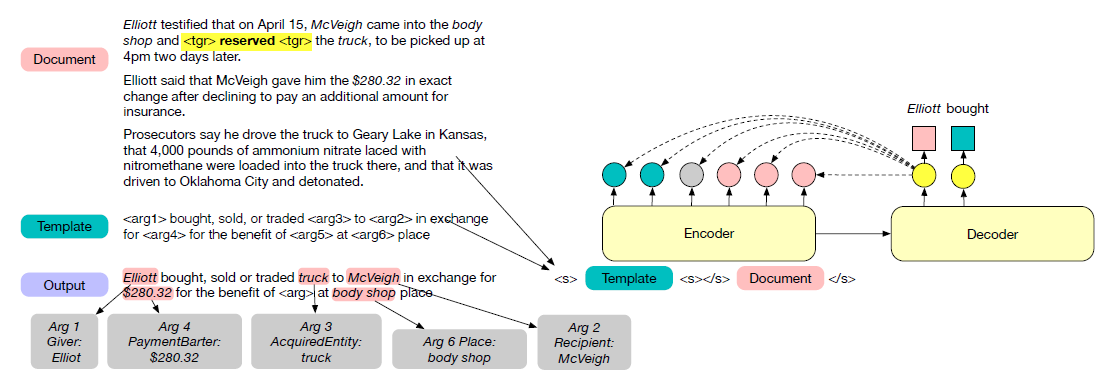 Document
Elliott testified that on April 15, McVeigh came into the body
shop and <tgr> reserved <tgr> the truck, to be picked up at
4pm two days later.
Elliott said that McVeigh gave him the $280.32 in exact
change after declining to pay an additional amount for
insurance.
Prosecutors say he drove the truck to Geary Lake in Kansas,
that 4,000 pounds of ammonium nitrate laced with
nitromethane were loaded into the truck there, and that it was
driven to Oklahoma City and detonated.
Template
<arg1> bought, sold, or traded <arg3> to <arg2> in exchange
for <arg4> for the benefit of <arg5> at <arg6> place
Output
Elliott bought, sold or traded truck to McVeigh in exchange for
$280.32 for the benefit of <arg> at body shop place
Arg 1
Giver:
Elliot
Arg 4
PaymentBarter:
$280.32
Arg 3
AcquiredEntity:
truck
Arg 6 Place:
body shop
Arg 2
Recipient:
McVeigh
Elliott bought
Encoder
Decoder
<s> Template <s></s> Document </s>